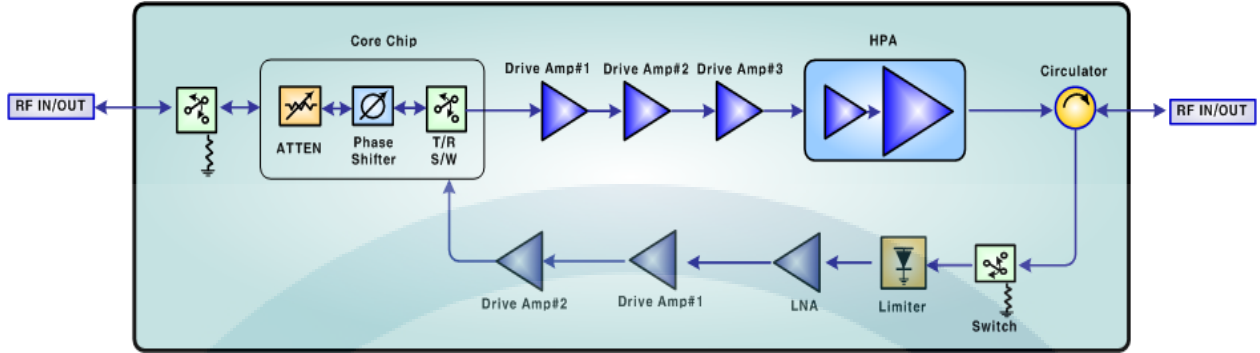 Core Chip
HPA
Drive Amp#1
Drive Amp#2
Drive Amp#3
Circulator
RF IN/OUT
RF IN/OUT
ATTEN
Phase
Shifter
T/R
S/W
Drive Amp#2
Drive Amp#1
LNA
Limiter
Switch